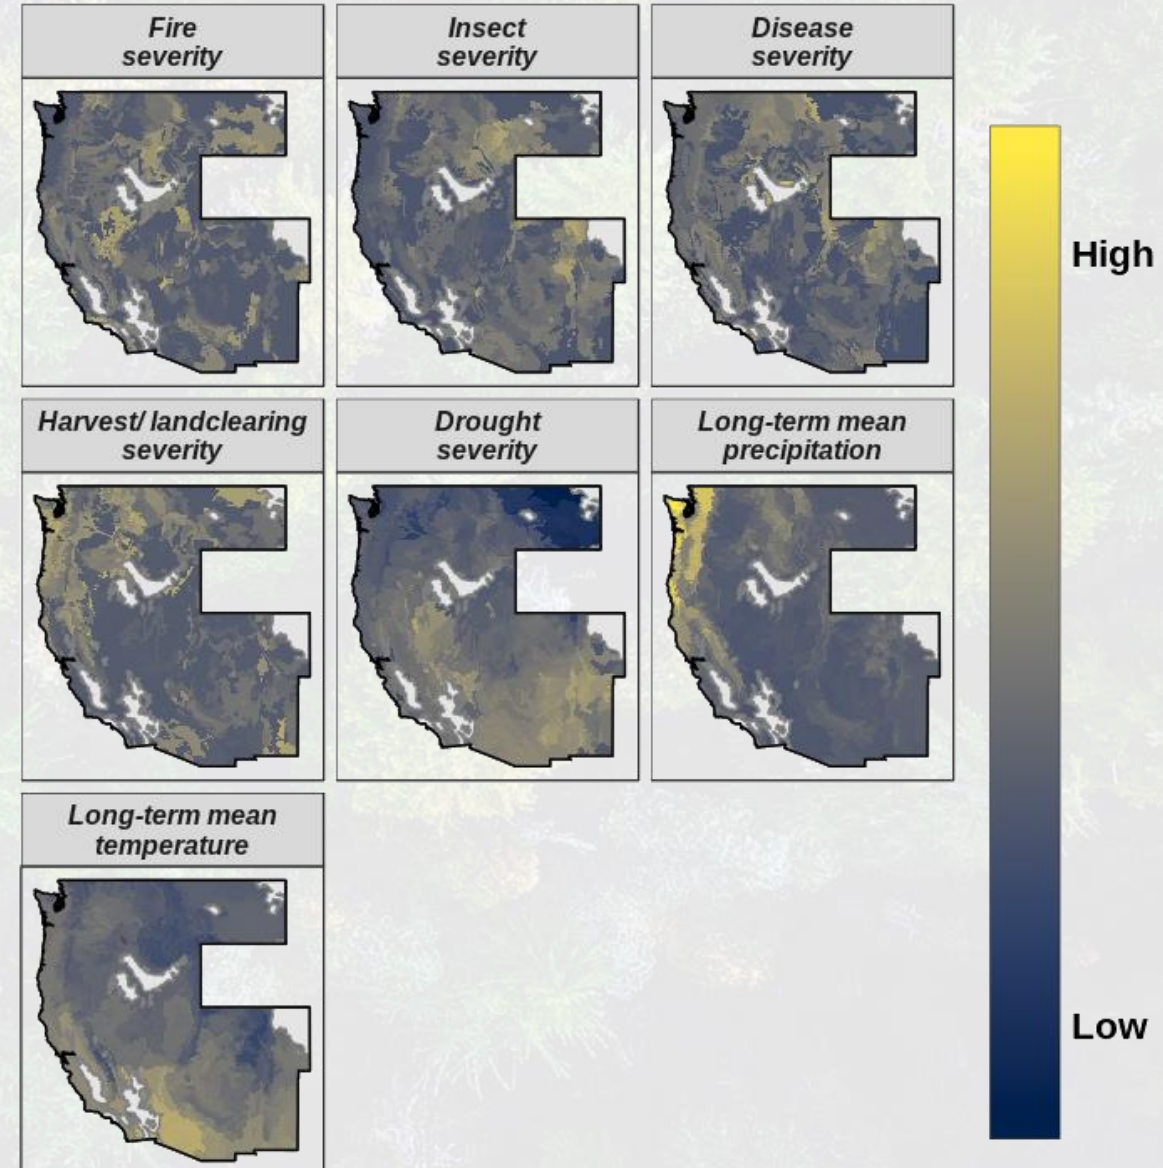 Fire
severity
Insect
severity
Disease
severity
Harvest/ landclearing
severity
Drought
severity
Long-term mean
precipitation
Long-term mean
temperature
High
Low